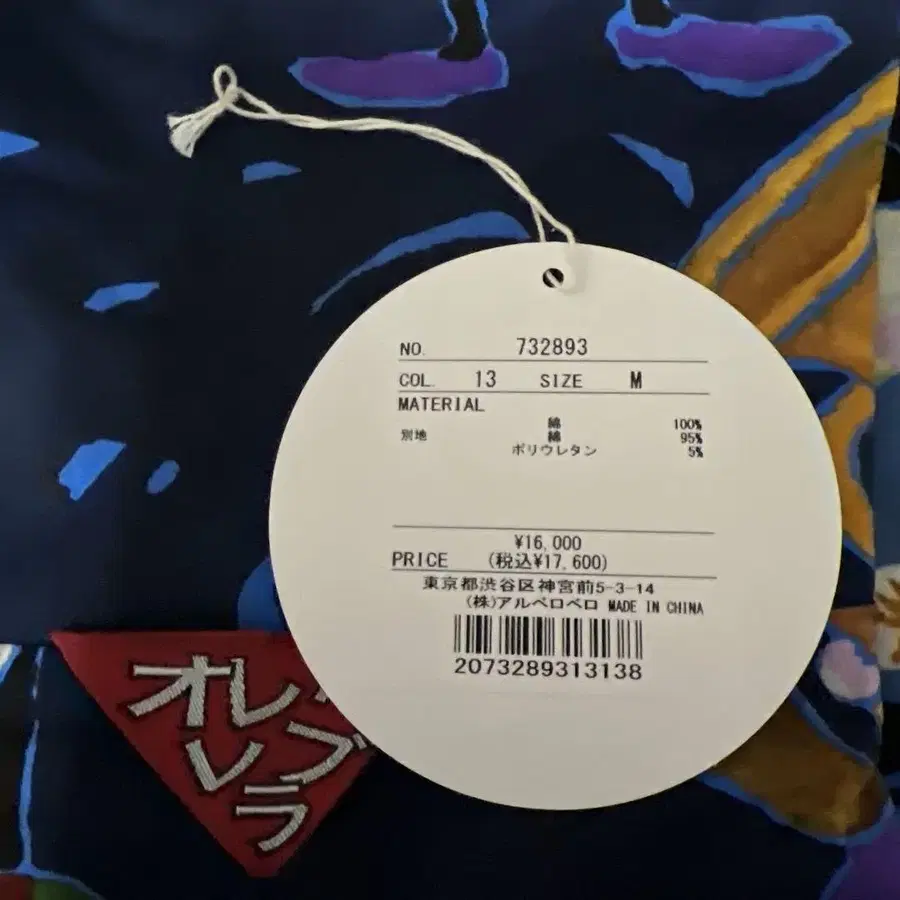 NO. 732893
COL. 13 SIZE M
MATERIAL
綿 100%
別地 綿 95%
ポリウレタン 5%
¥16,000
PRICE (税込¥17,600)
東京都渋谷区神宮前5-3-14
(株)アルベロベロ MADE IN CHINA
2073289313138
オレ
ブ
ラ